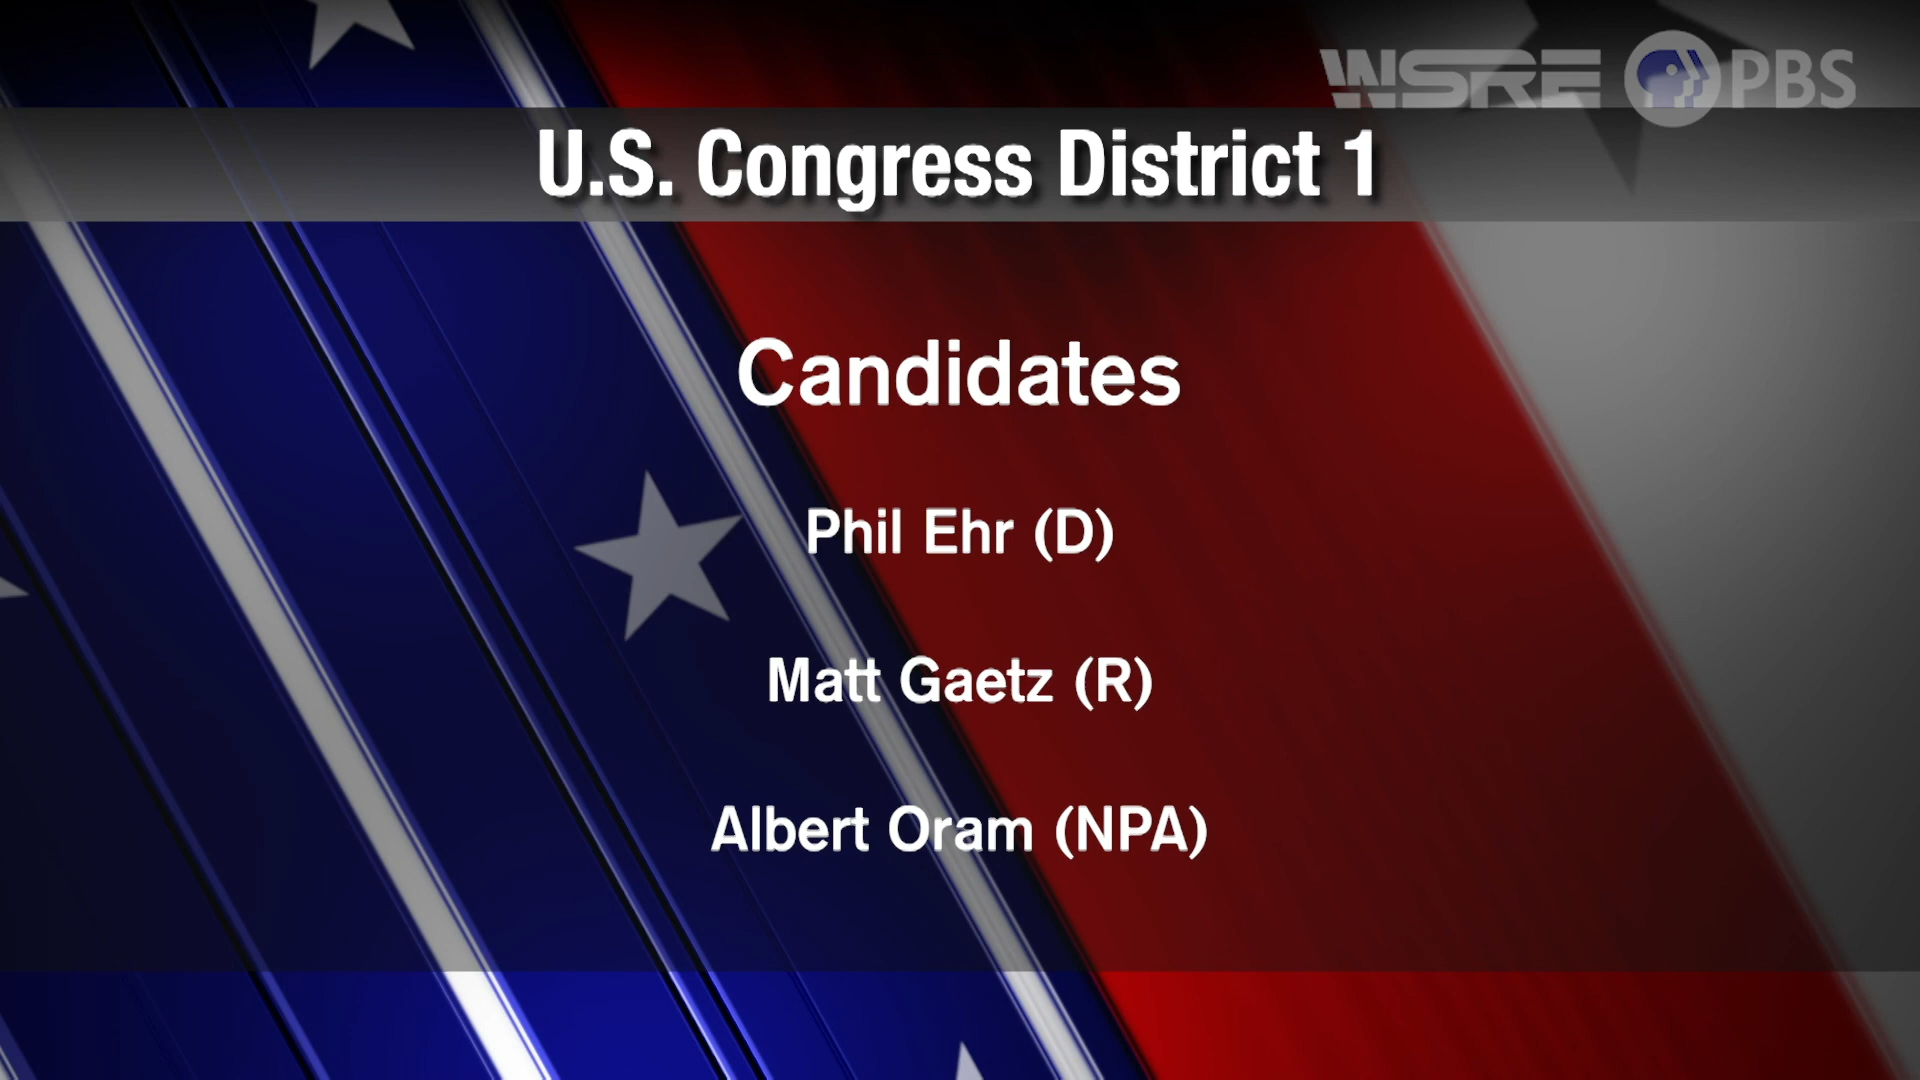 WSRE PBS
U.S. Congress District 1
Candidates
Phil Ehr (D)
Matt Gaetz (R)
Albert Oram (NPA)